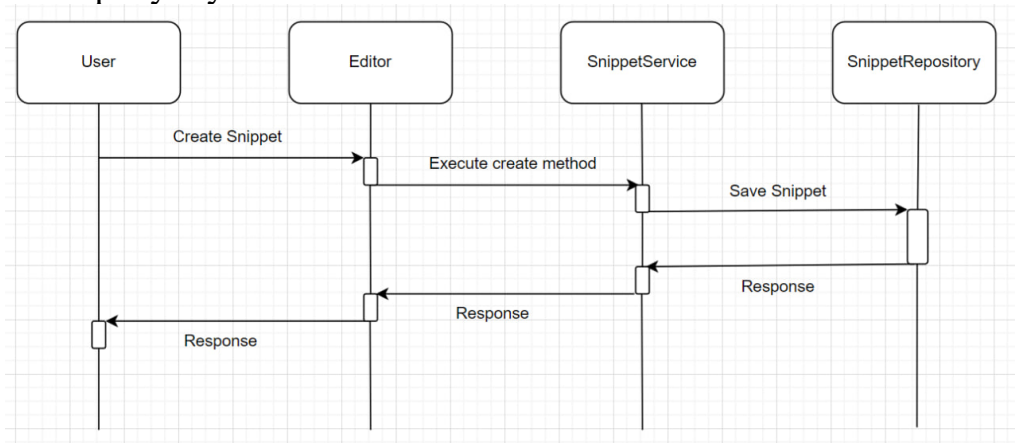 User
Editor
SnippetService
SnippetRepository
Create Snippet
Execute create method
Save Snippet
Response
Response
Response